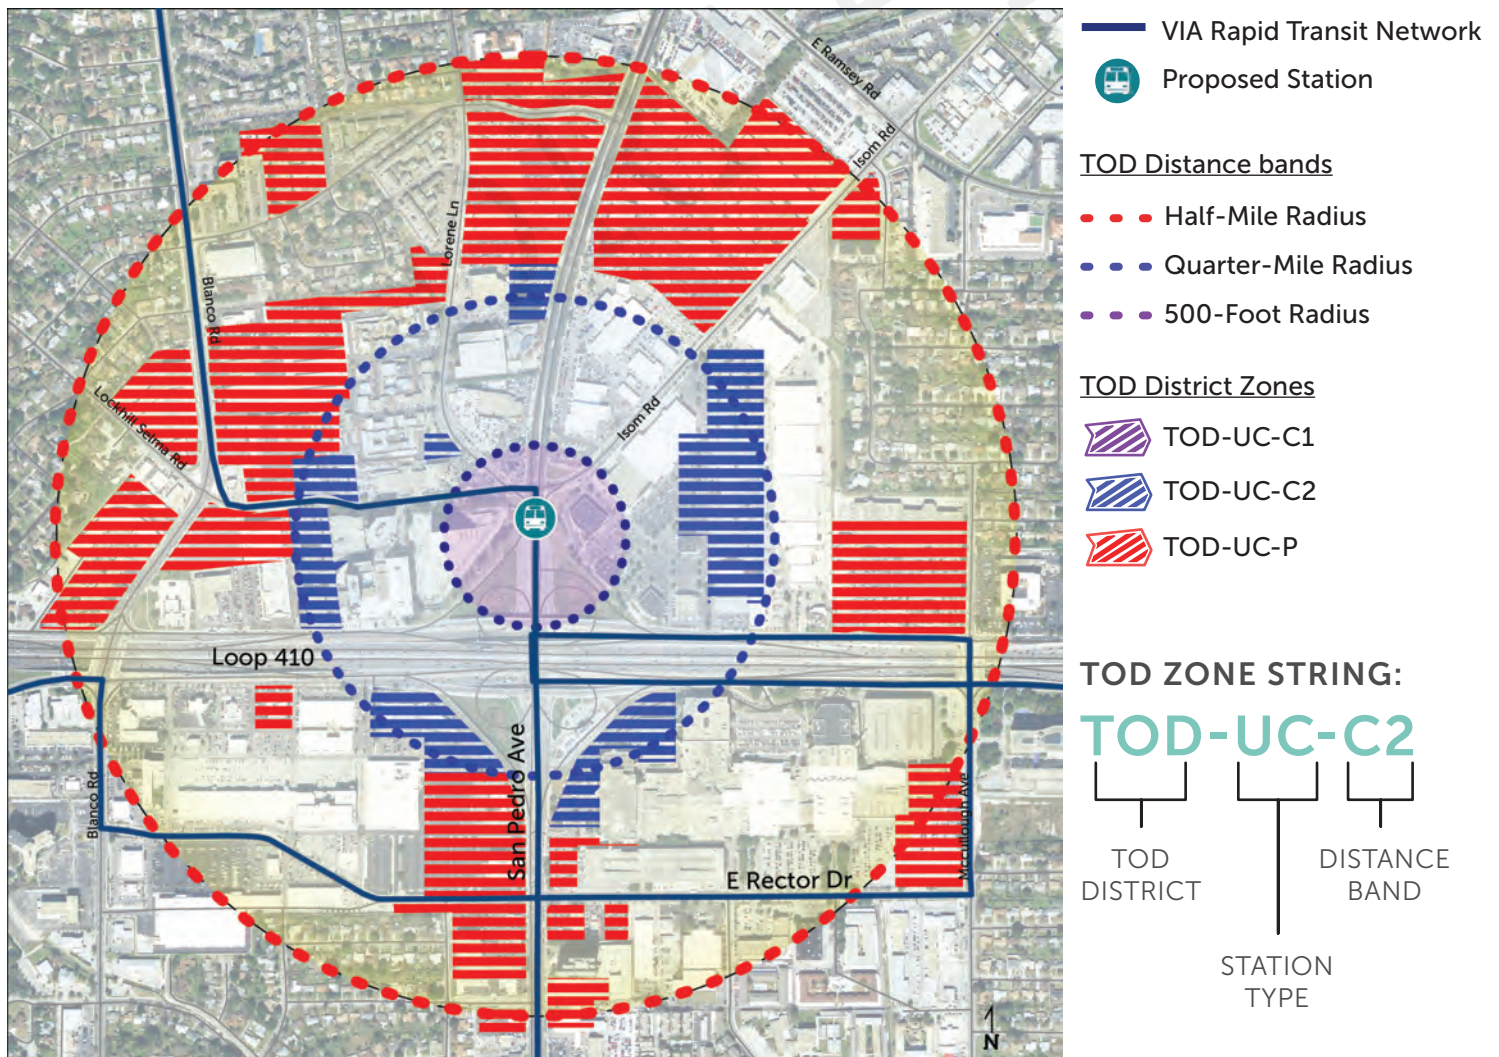 E Ramsey Rd
Isom Rd
Lorene Ln
Blanco Rd
Lockhill Selma Rd
Isom Rd
Loop 410
San Pedro Ave
Blanco Rd
Mccullough Ave
E Rector Dr
N
VIA Rapid Transit Network
Proposed Station
TOD Distance bands
Half-Mile Radius
Quarter-Mile Radius
500-Foot Radius
TOD District Zones
TOD-UC-C1
TOD-UC-C2
TOD-UC-P
TOD ZONE STRING:
TOD-UC-C2
TOD
DISTRICT
DISTANCE
BAND
STATION
TYPE